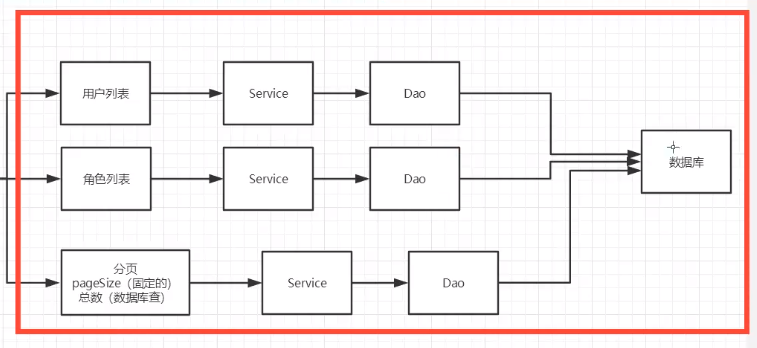 用户列表
Service
Dao
数据库
角色列表
Service
Dao
分页
pageSize（固定的）
总数（数据库查）
Service
Dao